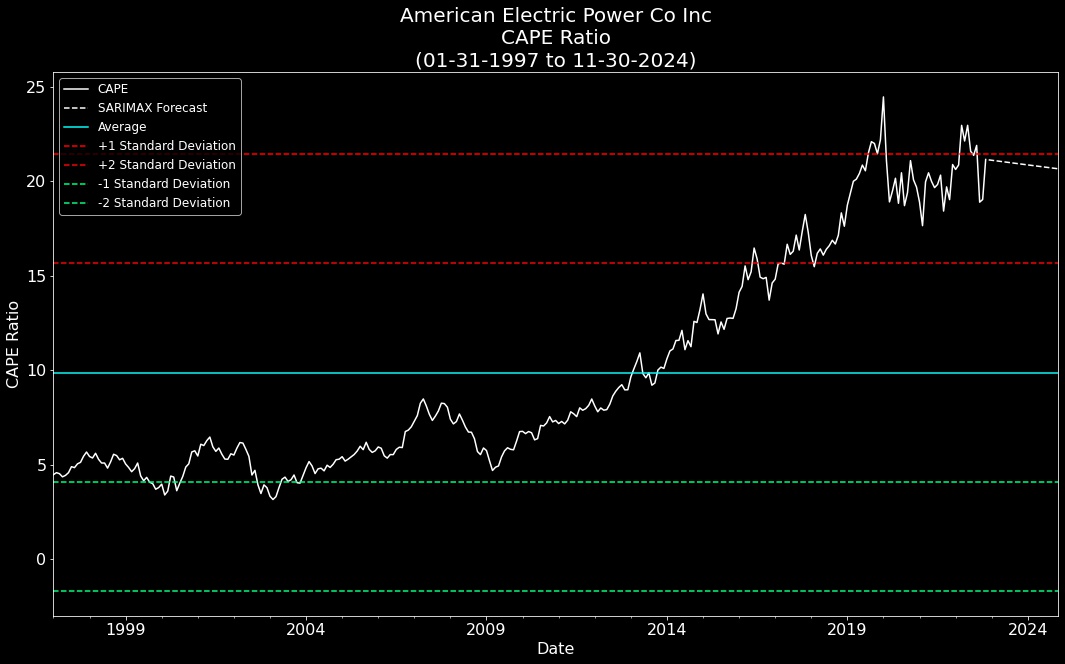 American Electric Power Co Inc
CAPE Ratio
(01-31-1997 to 11-30-2024)
CAPE
SARIMAX Forecast
Average
+1 Standard Deviation
+2 Standard Deviation
-1 Standard Deviation
-2 Standard Deviation
25
20
15
10
5
0
CAPE Ratio
1999 2004 2009 2014 2019 2024
Date